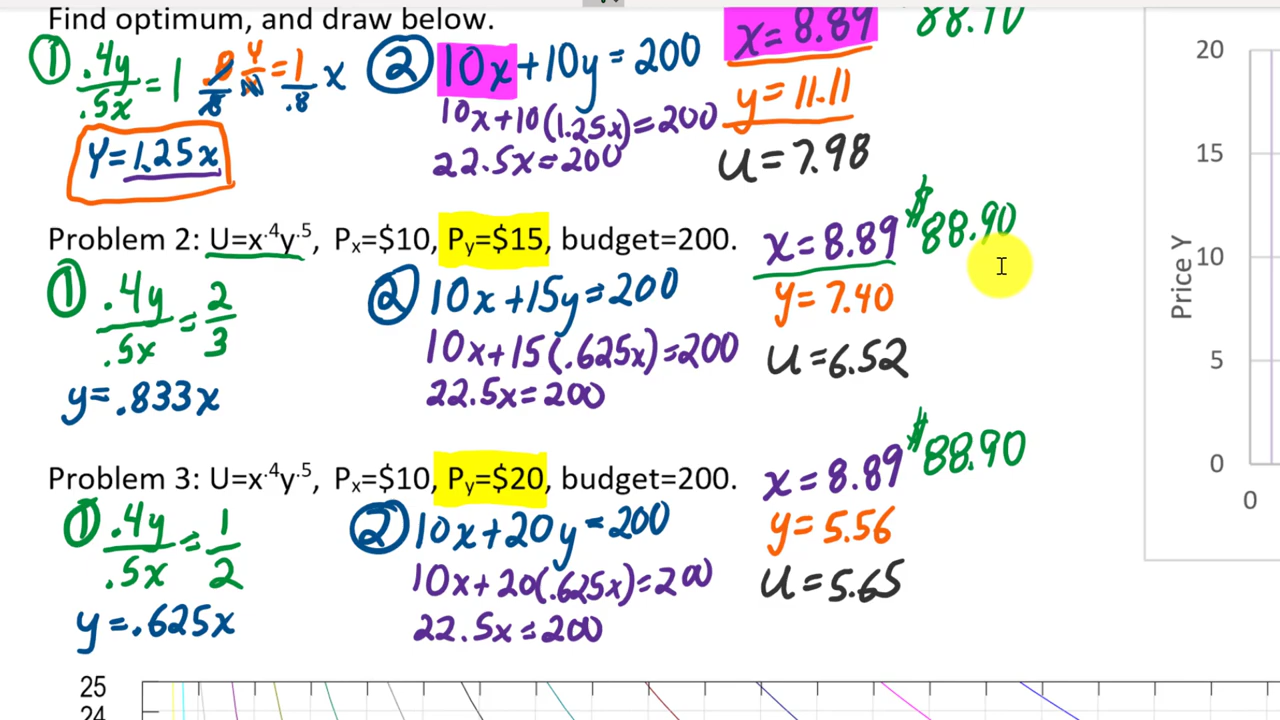 Find optimum, and draw below.
① .4y/.5x = 1
.8/.8 y/x = 1/.8 x
y = 1.25x
② 10x + 10y = 200
10x + 10(1.25x) = 200
22.5x = 200
x = 8.89
88.90
y = 11.11
u = 7.98
Problem 2: U=x.4y.5, Px=$10, Py=$15, budget=200.
① .4y/.5x = 2/3
y = .833x
② 10x + 15y = 200
10x + 15(.625x) = 200
22.5x = 200
x = 8.89
$88.90
y = 7.40
u = 6.52
Problem 3: U=x.4y.5, Px=$10, Py=$20, budget=200.
① .4y/.5x = 1/2
y = .625x
② 10x + 20y = 200
10x + 20(.625x) = 200
22.5x = 200
x = 8.89
$88.90
y = 5.56
u = 5.65
25
24
Price Y
20
15
10
5
0
0